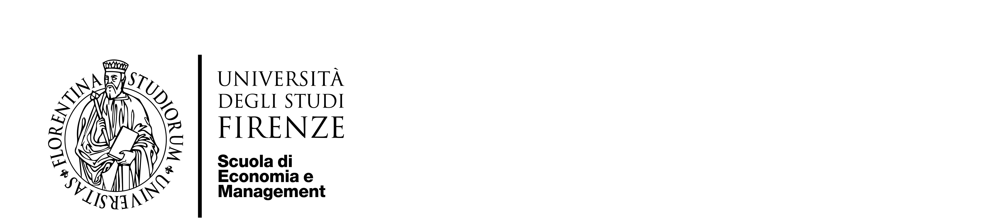 FLORENTINA STUDIORUM UNIVERSITAS
UNIVERSITÀ
DEGLI STUDI
FIRENZE
Scuola di
Economia e
Management